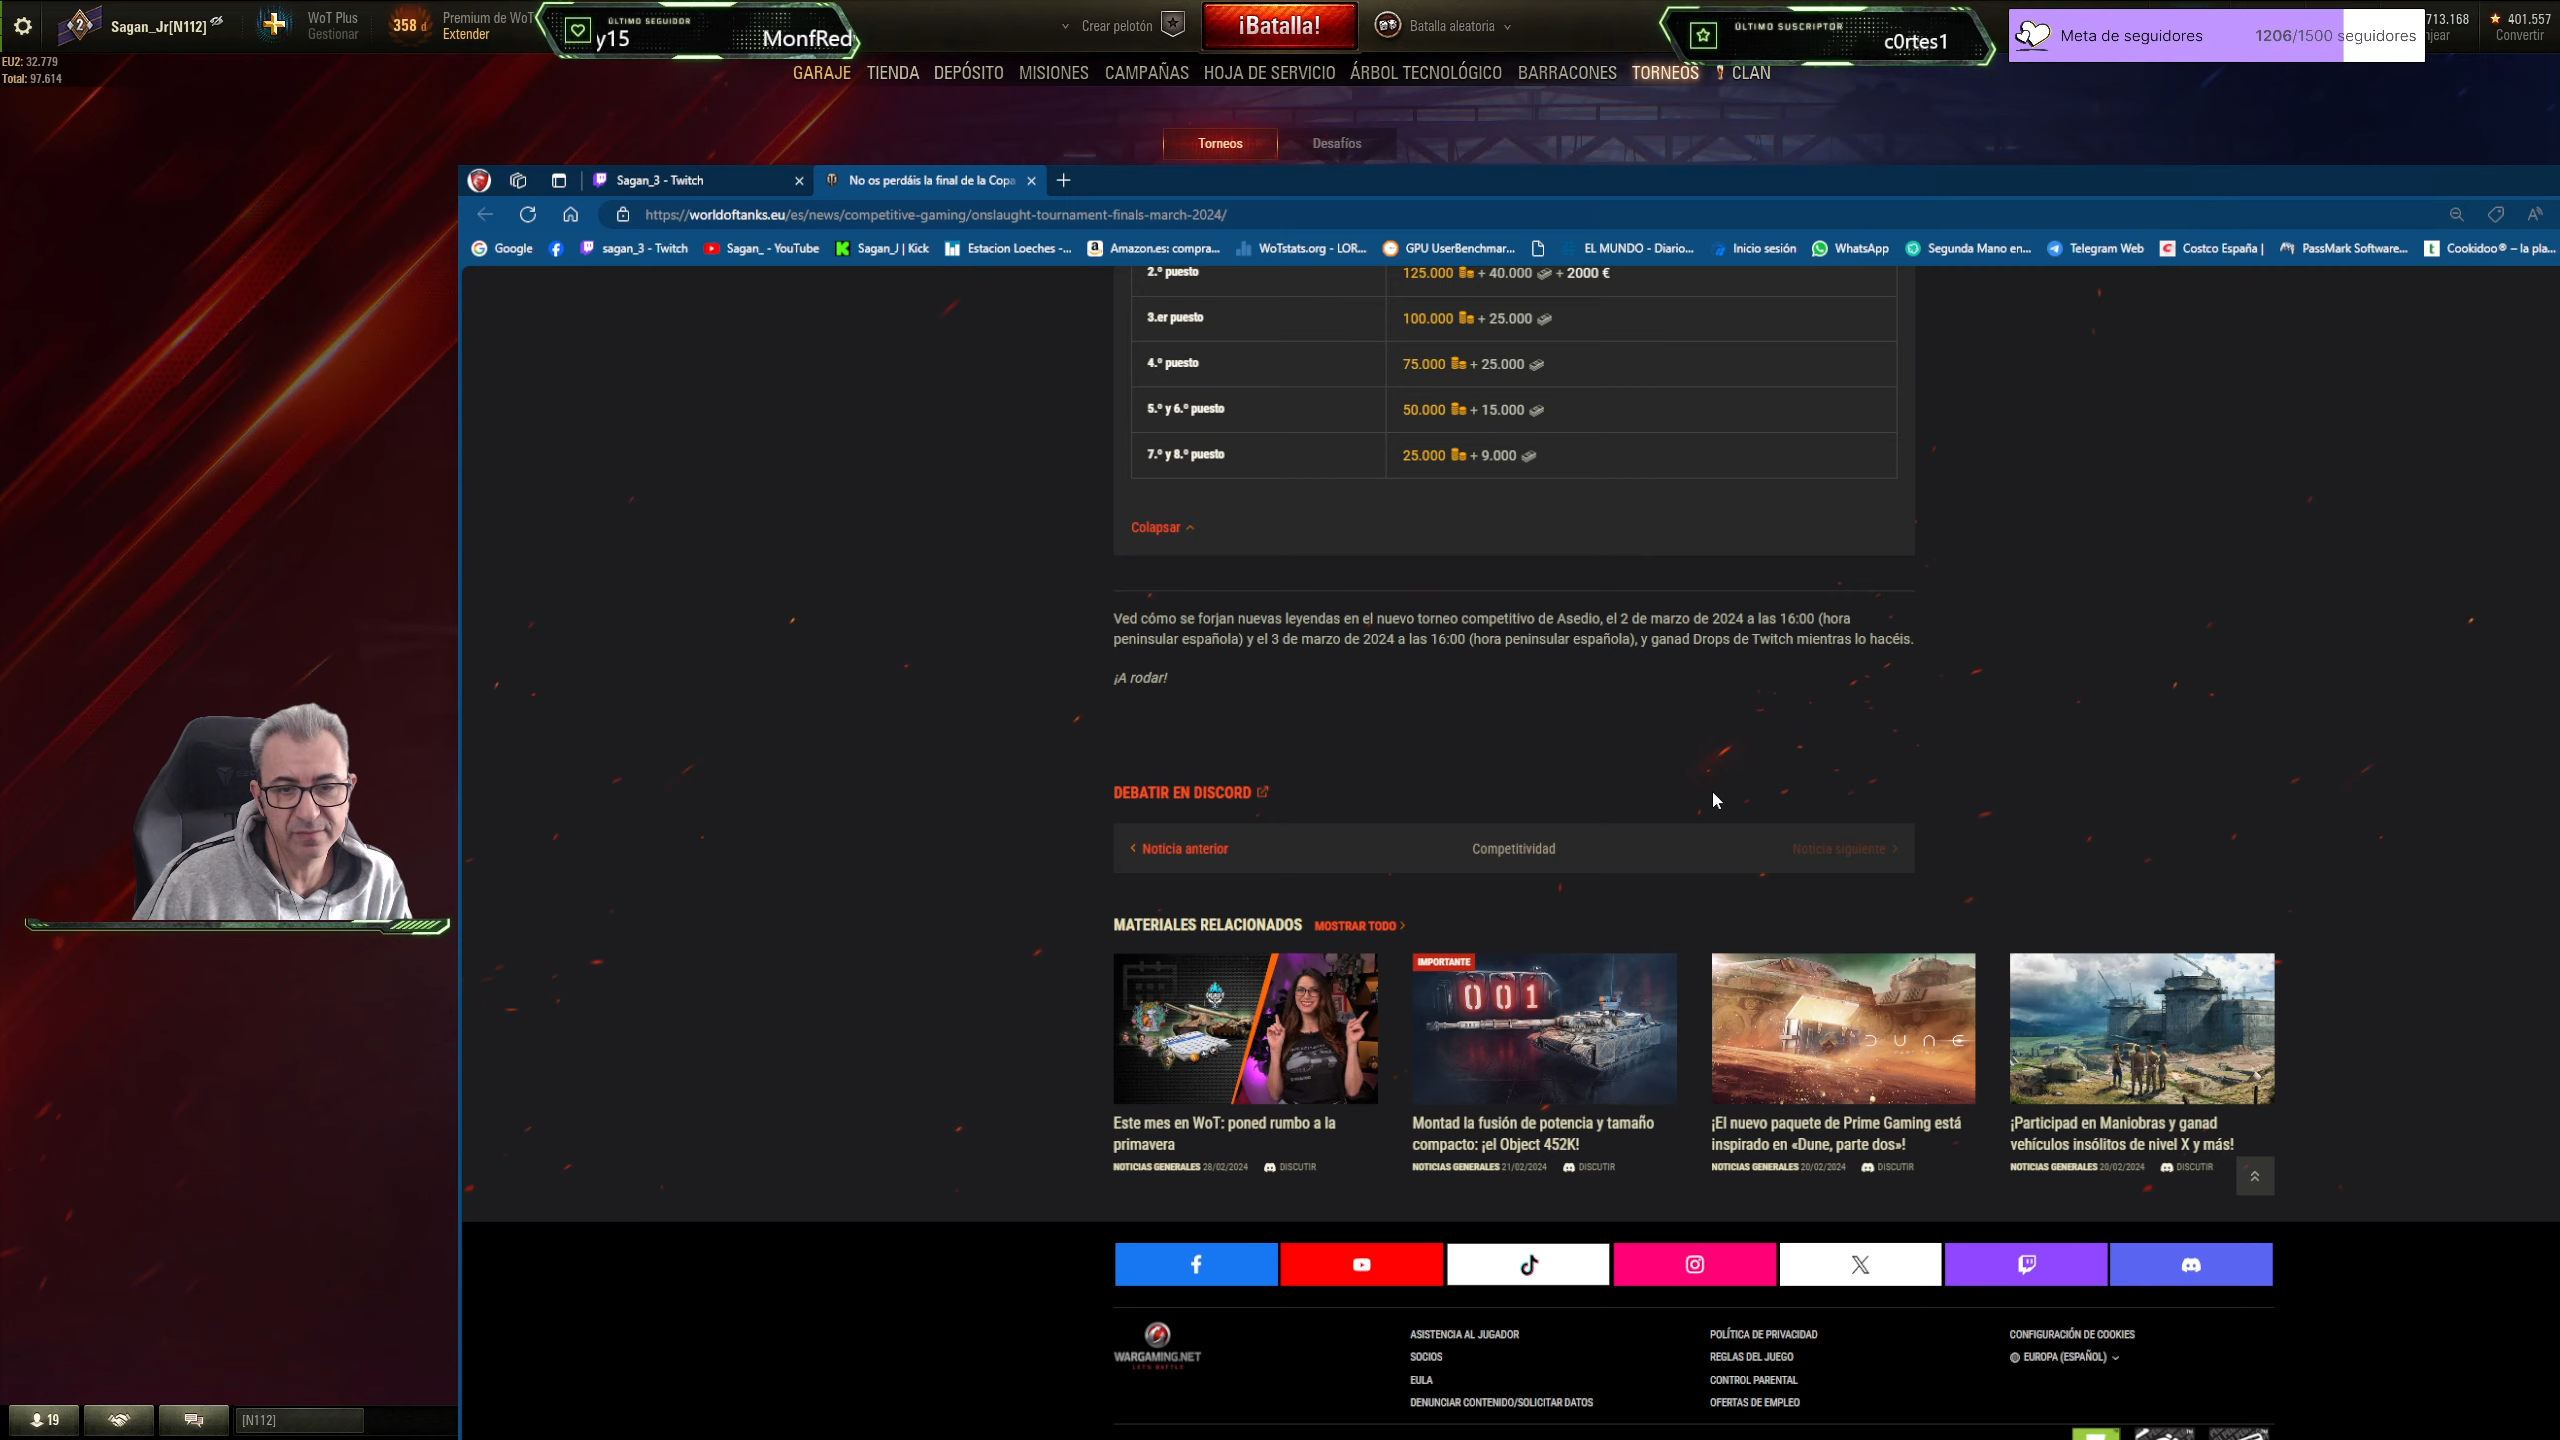 Sagan_Jr[N112]
WoT Plus
Gestionar
358 d
Premium de WoT
Extender
ÚLTIMO SEGUIDOR
y15 MonfRed
Crear pelotón
¡Batalla!
Batalla aleatoria
ÚLTIMO SUSCRIPTOR
c0rtes1
Meta de seguidores 1206/1500 seguidores
713.168
401.557
Convertir
EU2: 32.779
Total: 97.614
GARAJE TIENDA DEPÓSITO MISIONES CAMPAÑAS HOJA DE SERVICIO ÁRBOL TECNOLÓGICO BARRACONES TORNEOS CLAN
Torneos Desafíos
Sagan_3 - Twitch
No os perdáis la final de la Copa
https://worldoftanks.eu/es/news/competitive-gaming/onslaught-tournament-finals-march-2024/
Google sagan_3 - Twitch Sagan_ - YouTube Sagan_J | Kick Estacion Loeches -... Amazon.es: compra... WoTstats.org - LOR... GPU UserBenchmar... EL MUNDO - Diario... Inicio sesión WhatsApp Segunda Mano en... Telegram Web Costco España | PassMark Software... Cookidoo® – la pla...
2.º puesto 125.000 + 40.000 + 2000 €
3.er puesto 100.000 + 25.000
4.º puesto 75.000 + 25.000
5.º y 6.º puesto 50.000 + 15.000
7.º y 8.º puesto 25.000 + 9.000
Colapsar
Ved cómo se forjan nuevas leyendas en el nuevo torneo competitivo de Asedio, el 2 de marzo de 2024 a las 16:00 (hora
peninsular española) y el 3 de marzo de 2024 a las 16:00 (hora peninsular española), y ganad Drops de Twitch mientras lo hacéis.
¡A rodar!
DEBATIR EN DISCORD
Noticia anterior Competitividad Noticia siguiente
MATERIALES RELACIONADOS MOSTRAR TODO
IMPORTANTE
001
DUNE
Este mes en WoT: poned rumbo a la
primavera
NOTICIAS GENERALES 28/02/2024 DISCUTIR
Montad la fusión de potencia y tamaño
compacto: ¡el Object 452K!
NOTICIAS GENERALES 21/02/2024 DISCUTIR
¡El nuevo paquete de Prime Gaming está
inspirado en «Dune, parte dos»!
NOTICIAS GENERALES 20/02/2024 DISCUTIR
¡Participad en Maniobras y ganad
vehículos insólitos de nivel X y más!
NOTICIAS GENERALES 20/02/2024 DISCUTIR
WARGAMING.NET
LET'S BATTLE
ASISTENCIA AL JUGADOR
SOCIOS
EULA
DENUNCIAR CONTENIDO/SOLICITAR DATOS
POLÍTICA DE PRIVACIDAD
REGLAS DEL JUEGO
CONTROL PARENTAL
OFERTAS DE EMPLEO
CONFIGURACIÓN DE COOKIES
EUROPA (ESPAÑOL)
19
[N112]